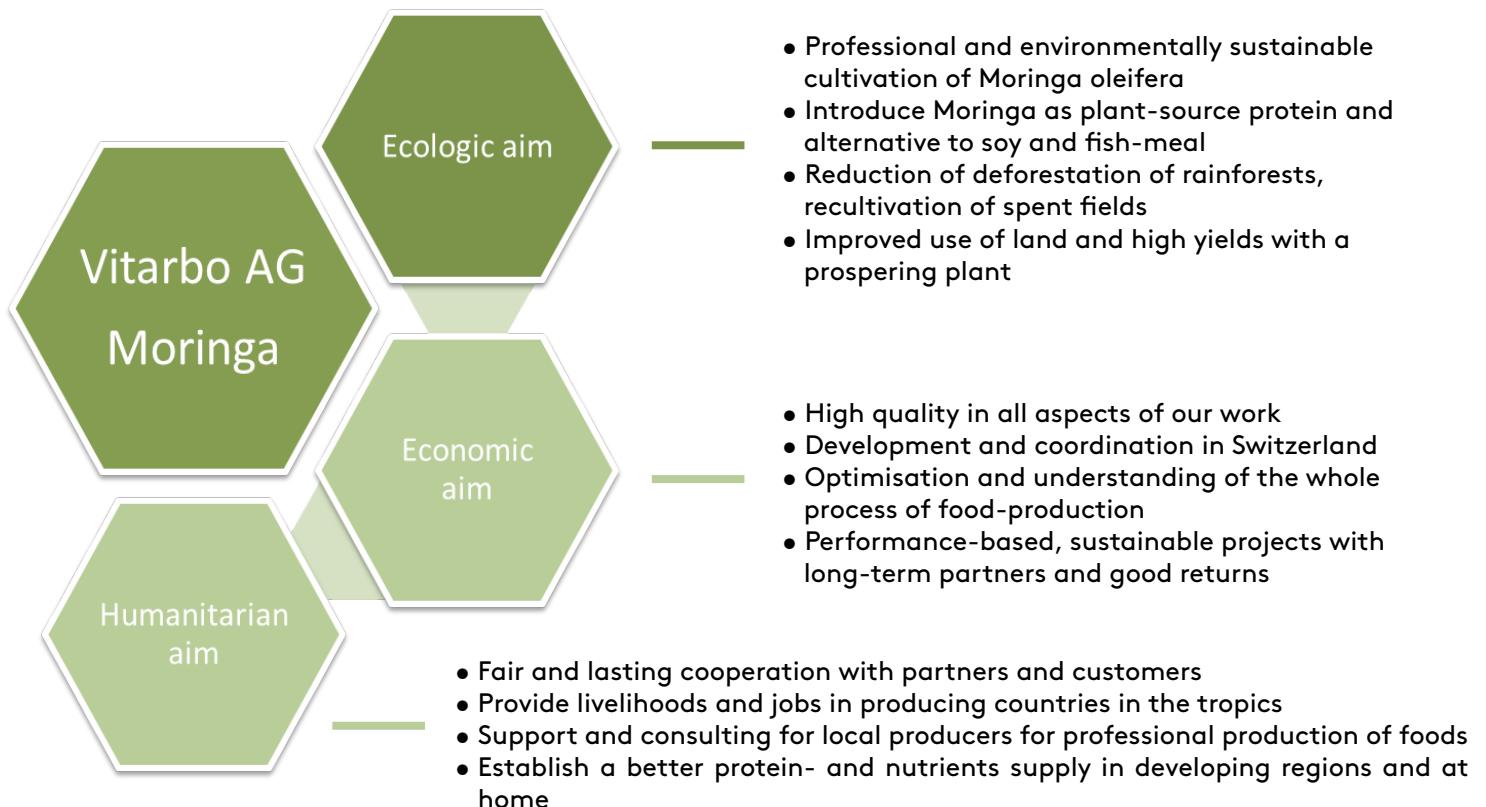 Vitarbo AG
Moringa
Ecologic aim
• Professional and environmentally sustainable
cultivation of Moringa oleifera
• Introduce Moringa as plant-source protein and
alternative to soy and fish-meal
• Reduction of deforestation of rainforests,
recultivation of spent fields
• Improved use of land and high yields with a
prospering plant
Economic
aim
• High quality in all aspects of our work
• Development and coordination in Switzerland
• Optimisation and understanding of the whole
process of food-production
• Performance-based, sustainable projects with
long-term partners and good returns
Humanitarian
aim
• Fair and lasting cooperation with partners and customers
• Provide livelihoods and jobs in producing countries in the tropics
• Support and consulting for local producers for professional production of foods
• Establish a better protein- and nutrients supply in developing regions and at
home